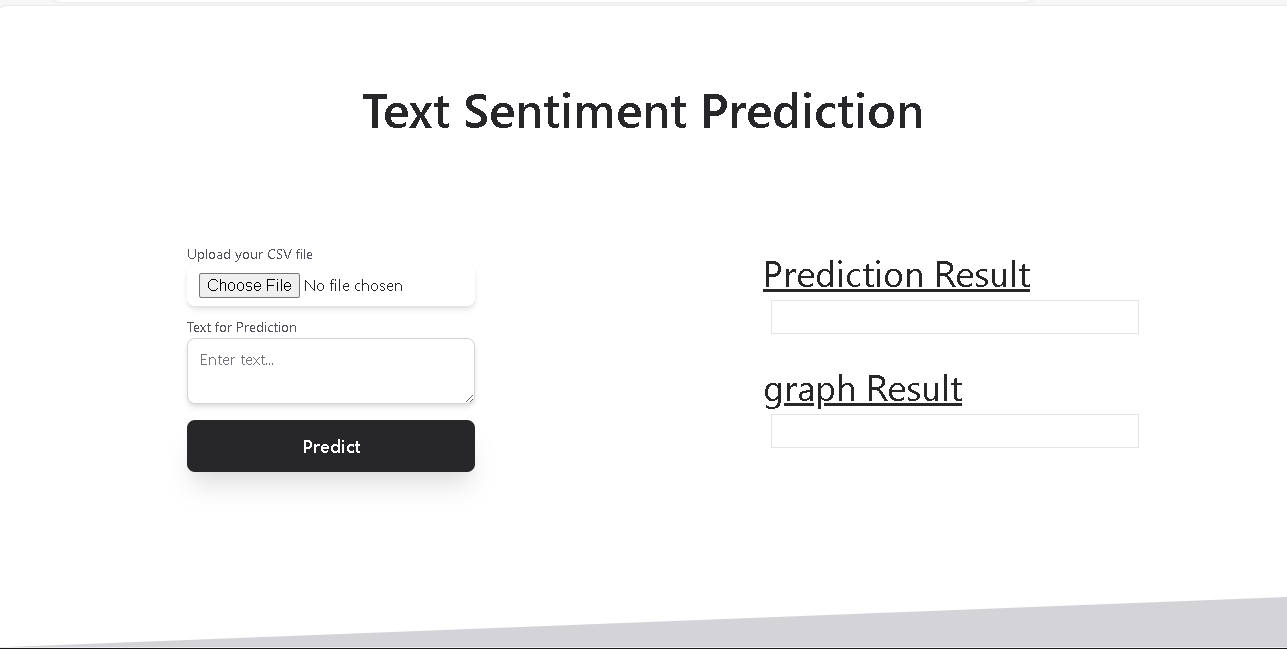 Text Sentiment Prediction
Upload your CSV file
Choose File No file chosen
Text for Prediction
Enter text...
Predict
Prediction Result
graph Result